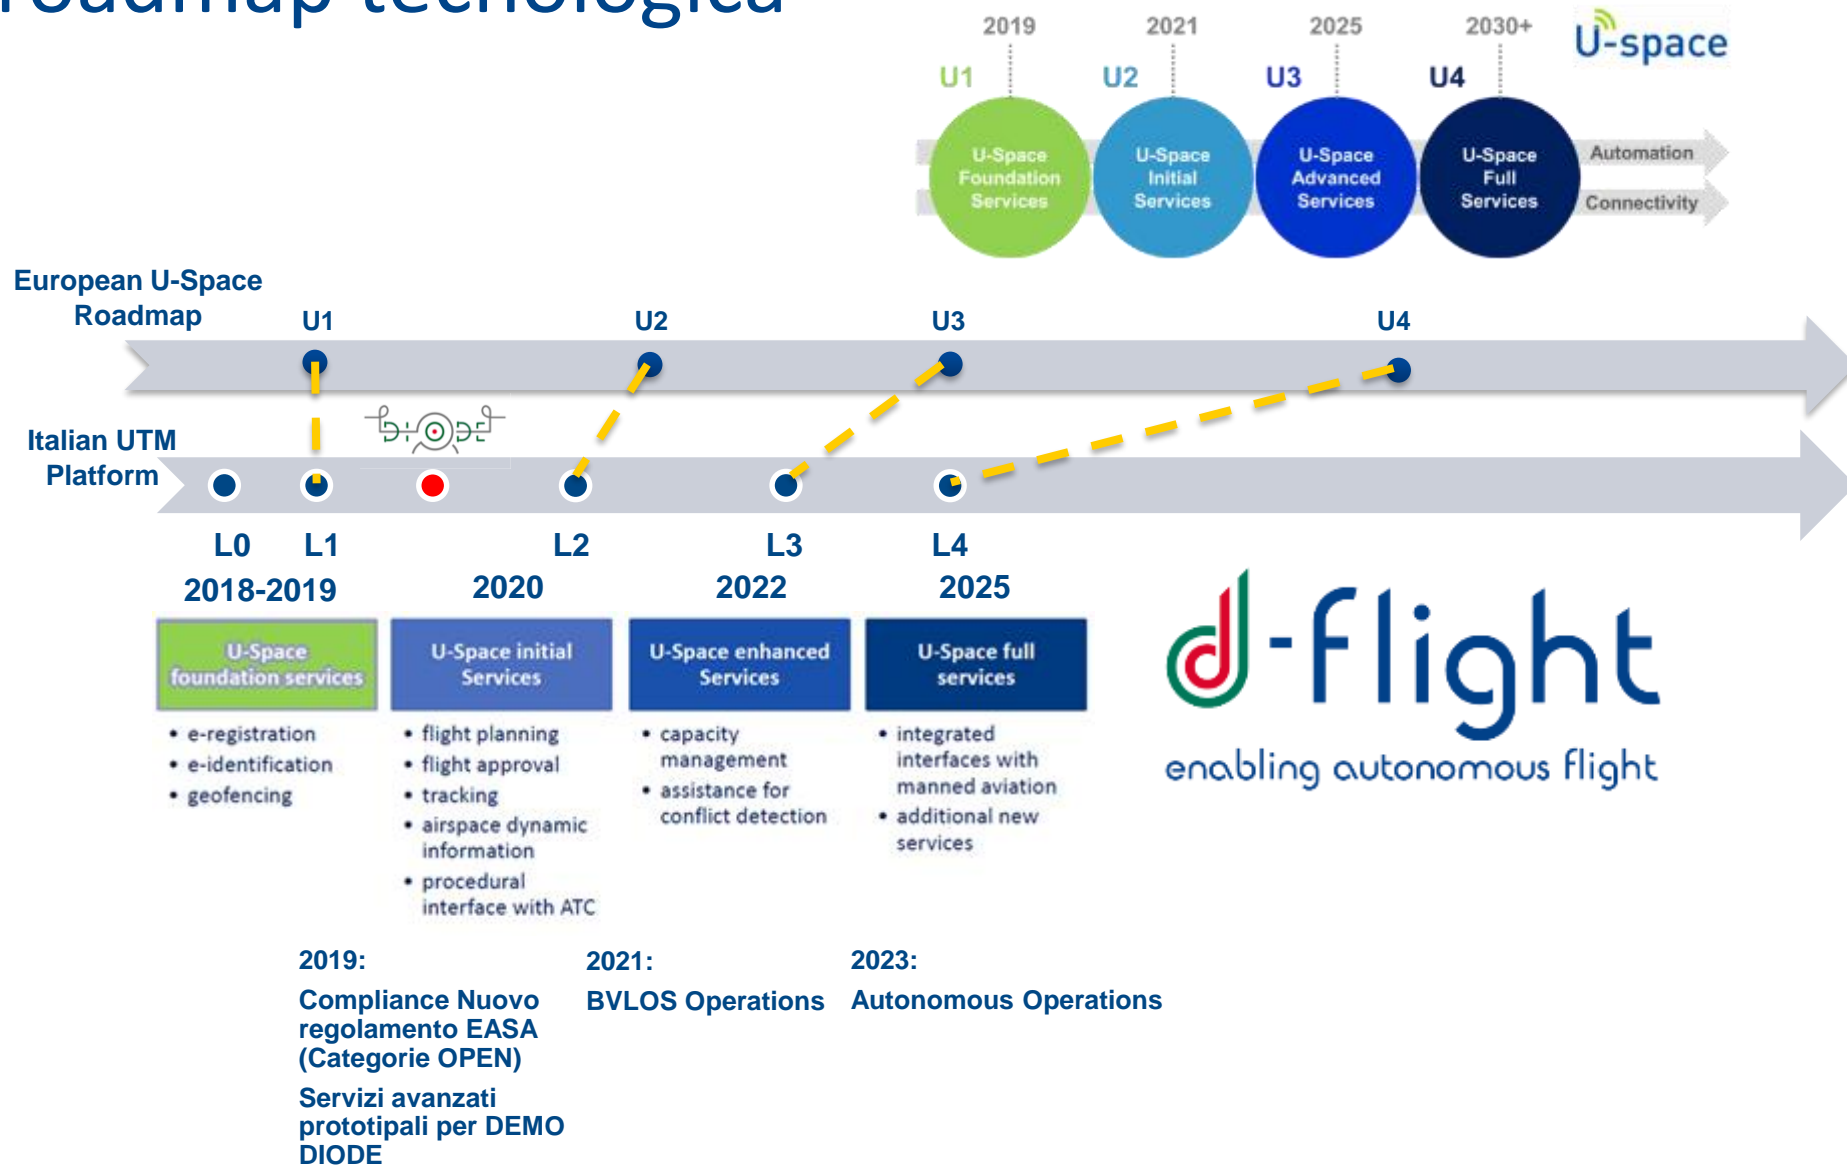 roadmap tecnologica
2019
2021
2025
2030+
U-space
U1
U2
U3
U4
U-Space
Foundation
Services
U-Space
Initial
Services
U-Space
Advanced
Services
U-Space
Full
Services
Automation
Connectivity
European U-Space
Roadmap
U1
U2
U3
U4
DIODE
Italian UTM
Platform
L0
L1
L2
L3
L4
2018-2019
2020
2022
2025
U-Space
foundation services
• e-registration
• e-identification
• geofencing
U-Space initial
Services
• flight planning
• flight approval
• tracking
• airspace dynamic
information
• procedural
interface with ATC
U-Space enhanced
Services
• capacity
management
• assistance for
conflict detection
U-Space full
services
• integrated
interfaces with
manned aviation
• additional new
services
d-flight
enabling autonomous flight
2019:
Compliance Nuovo
regolamento EASA
(Categorie OPEN)
Servizi avanzati
prototipali per DEMO
DIODE
2021:
BVLOS Operations
2023:
Autonomous Operations